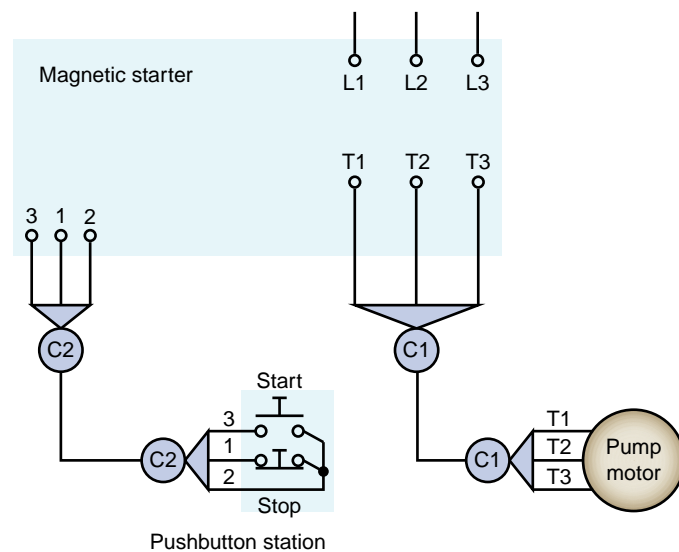 Magnetic starter
L1 L2 L3
T1 T2 T3
3 1 2
C2
C1
Start
3
1
2
C2
Stop
Pushbutton station
C1
T1
T2
T3
Pump
motor